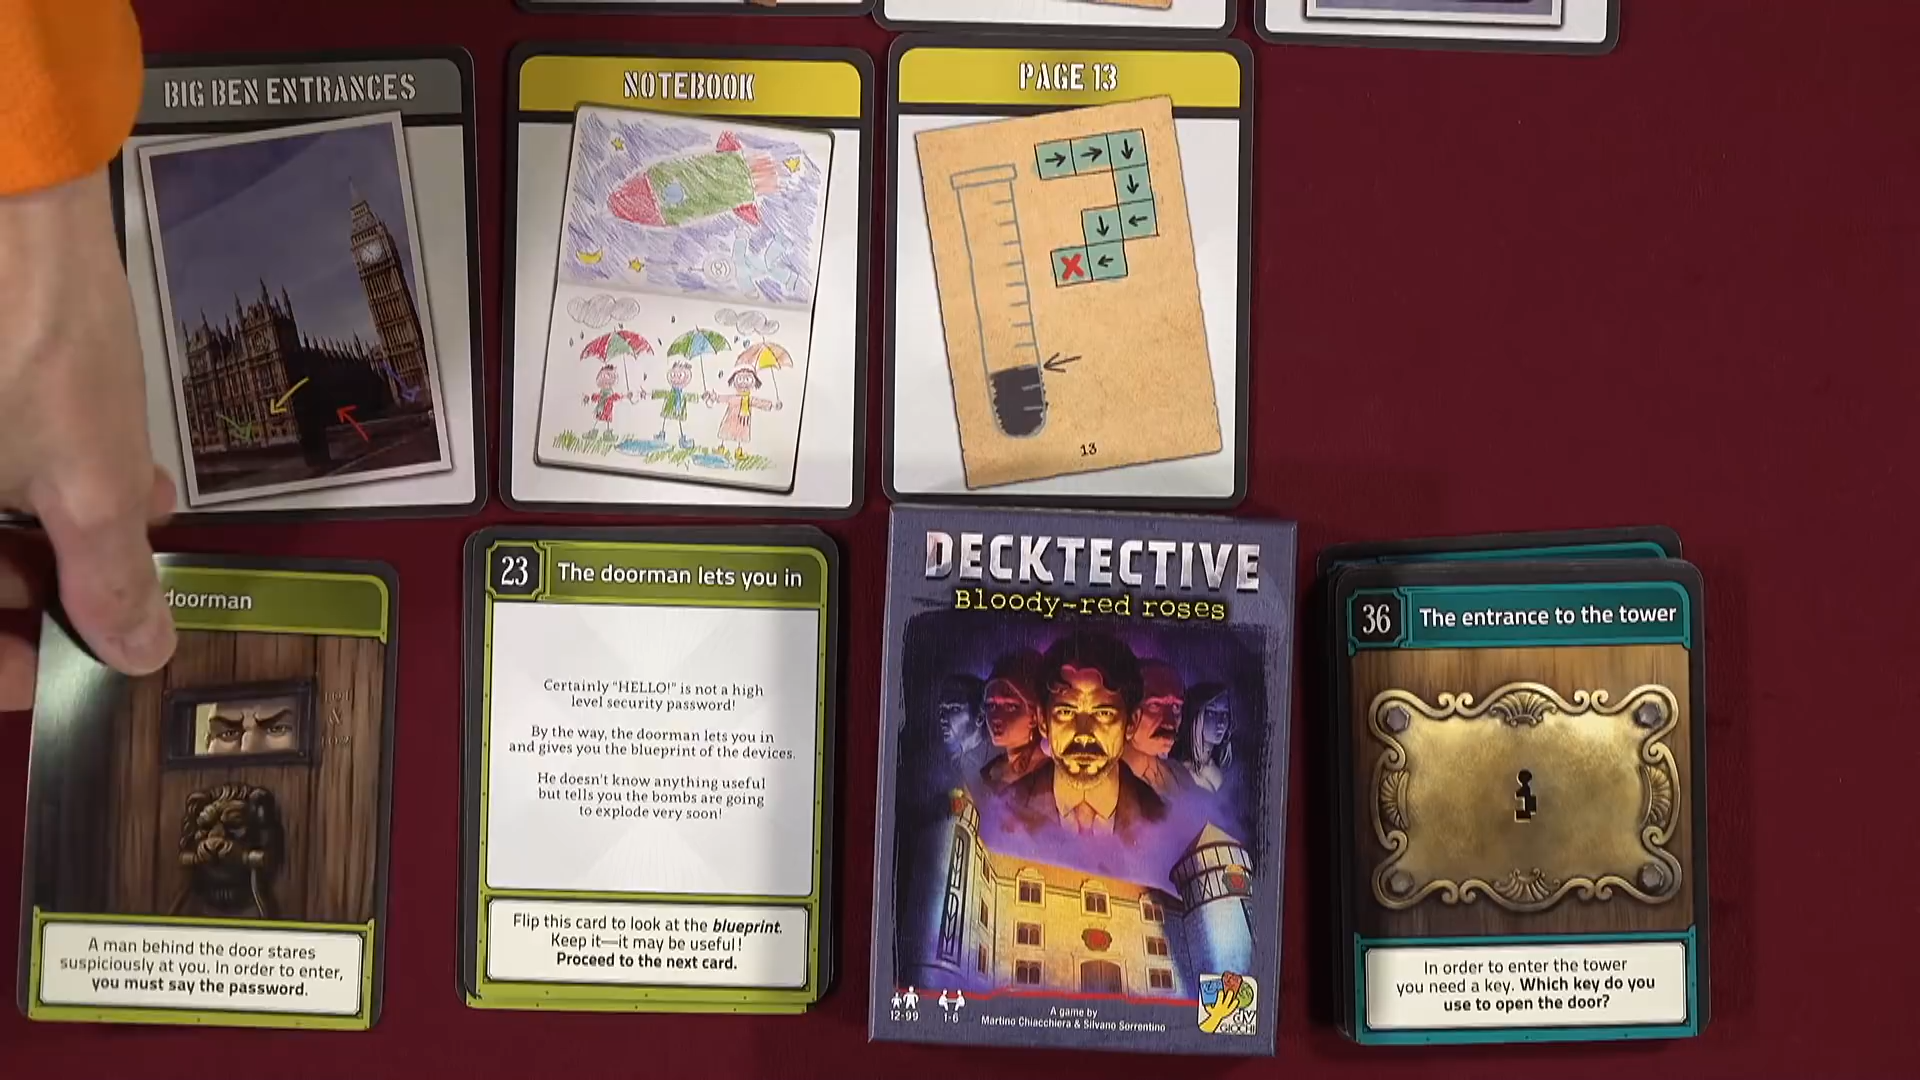 BIG BEN ENTRANCES
NOTEBOOK
PAGE 13
13
doorman
A man behind the door stares
suspiciously at you. In order to enter,
you must say the password.
23
The doorman lets you in
Certainly "HELLO!" is not a high
level security password!
By the way, the doorman lets you in
and gives you the blueprint of the devices.
He doesn't know anything useful
but tells you the bombs are going
to explode very soon!
Flip this card to look at the blueprint.
Keep it—it may be useful!
Proceed to the next card.
DECKTECTIVE
Bloody-red roses
12-99
1-6
A game by
Martino Chiacchiera & Silvano Sorrentino
dV
GIOCHI
36
The entrance to the tower
In order to enter the tower
you need a key. Which key do you
use to open the door?